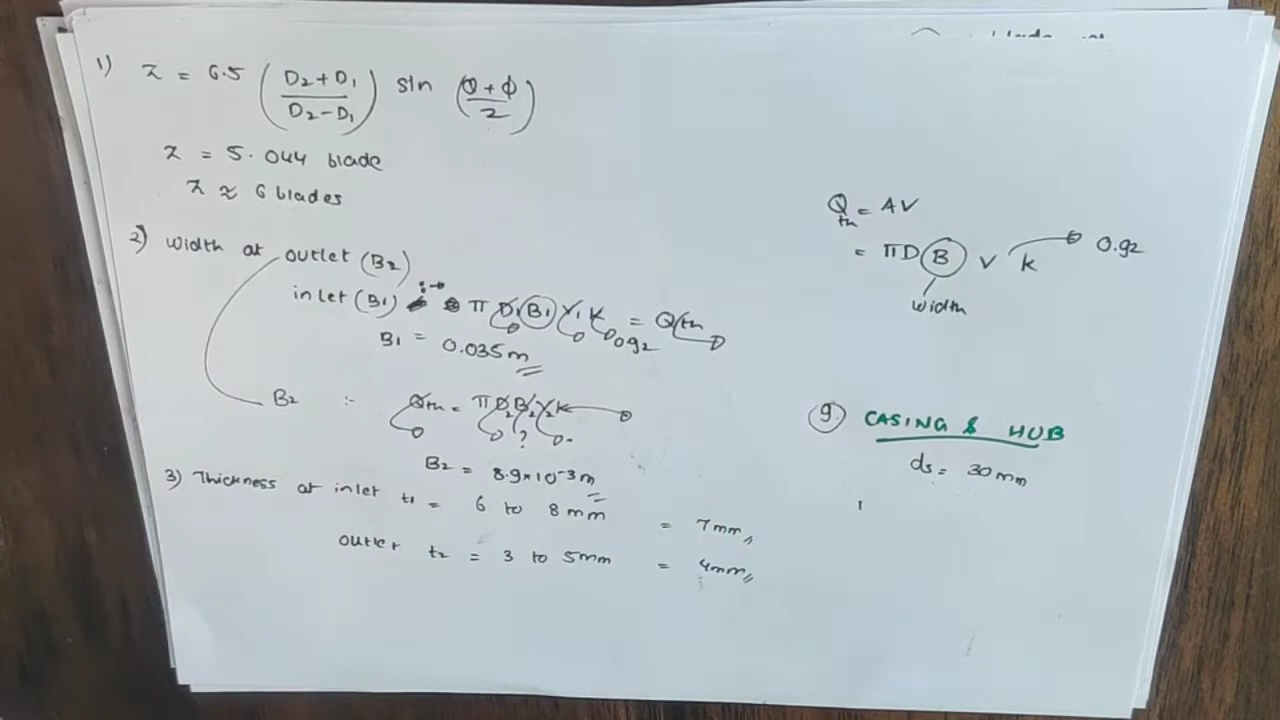 1) Z = 6.5 (D2 + D1 / D2 - D1) sin (θ + ϕ / 2)
Z = 5.044 blade
Z ≈ 6 blades
2) Width at outlet (B2)
inlet (B1) :→ π D1 B1 V1 K = Qth
0.92
B1 = 0.035m
B2 :- Qth = π D2 B2 V2 K
?
B2 = 8.9 × 10⁻³ m
3) Thickness at inlet t1 = 6 to 8 mm = 7mm
outlet t2 = 3 to 5mm = 4mm
Qth = AV
= π D B V K → 0.92
width
9. CASING & HUB
ds = 30 mm